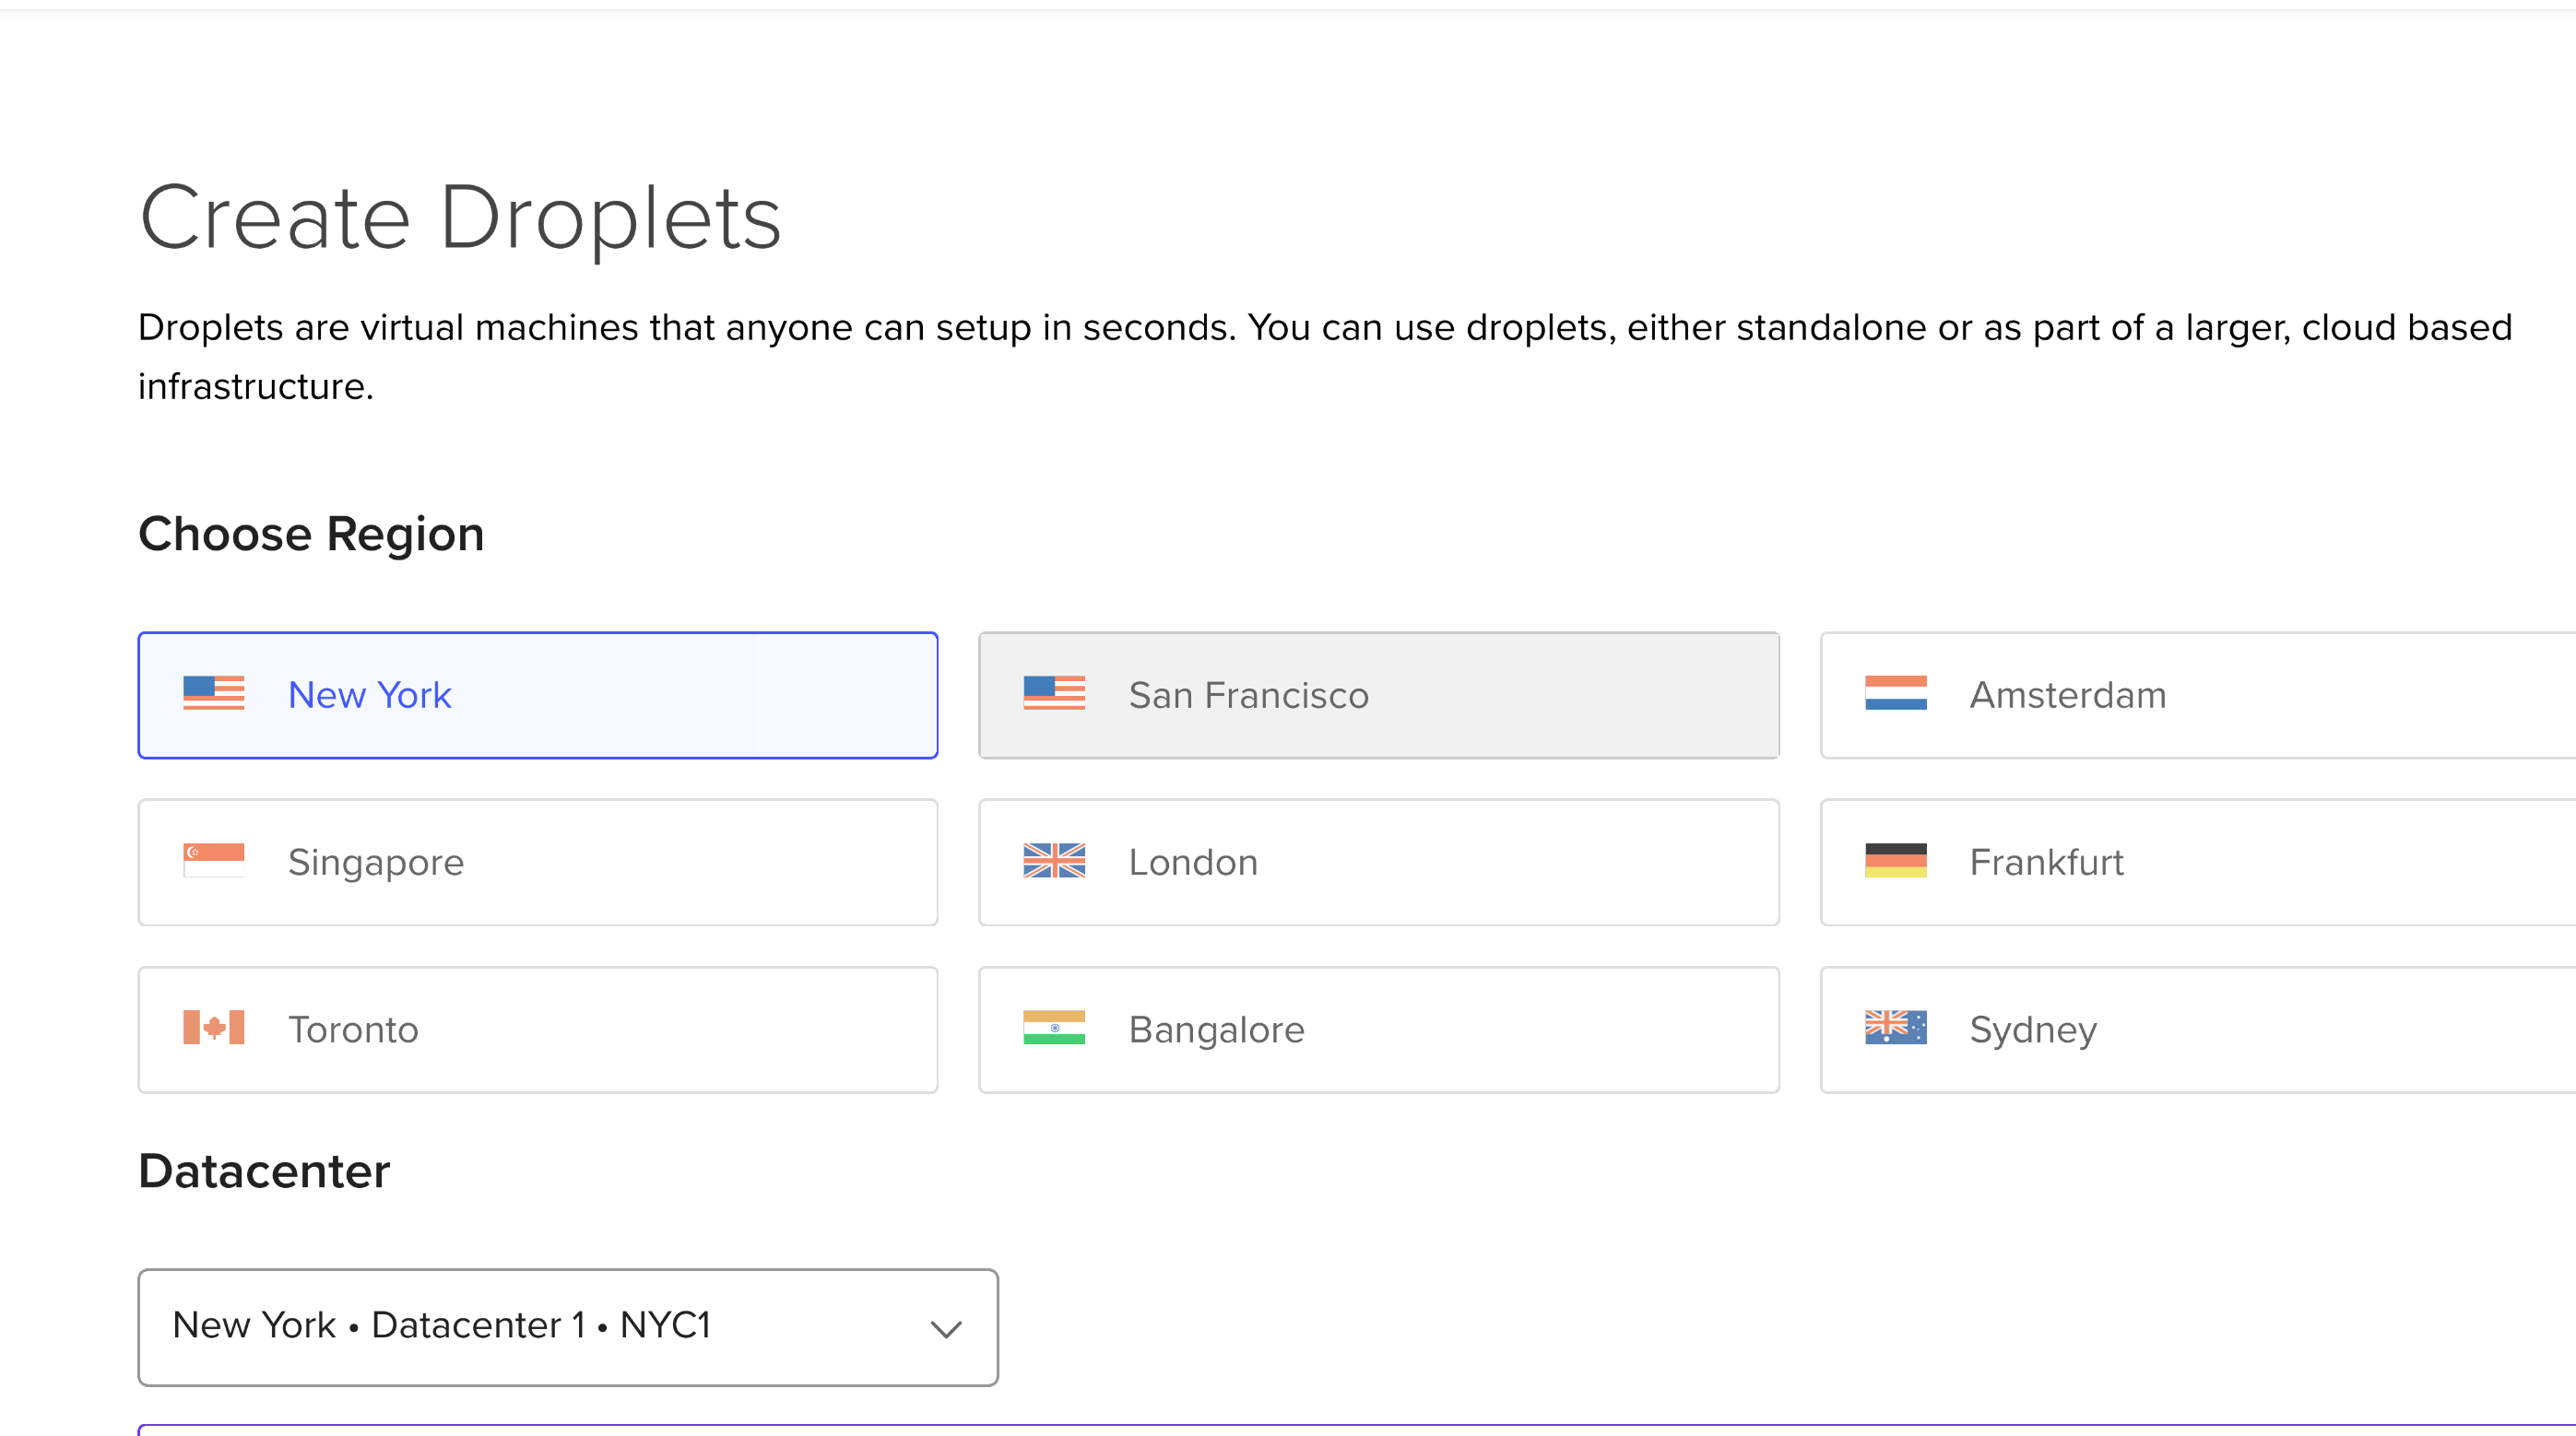 Create Droplets
Droplets are virtual machines that anyone can setup in seconds. You can use droplets, either standalone or as part of a larger, cloud based
infrastructure.
Choose Region
New York
San Francisco
Amsterdam
Singapore
London
Frankfurt
Toronto
Bangalore
Sydney
Datacenter
New York • Datacenter 1 • NYC1